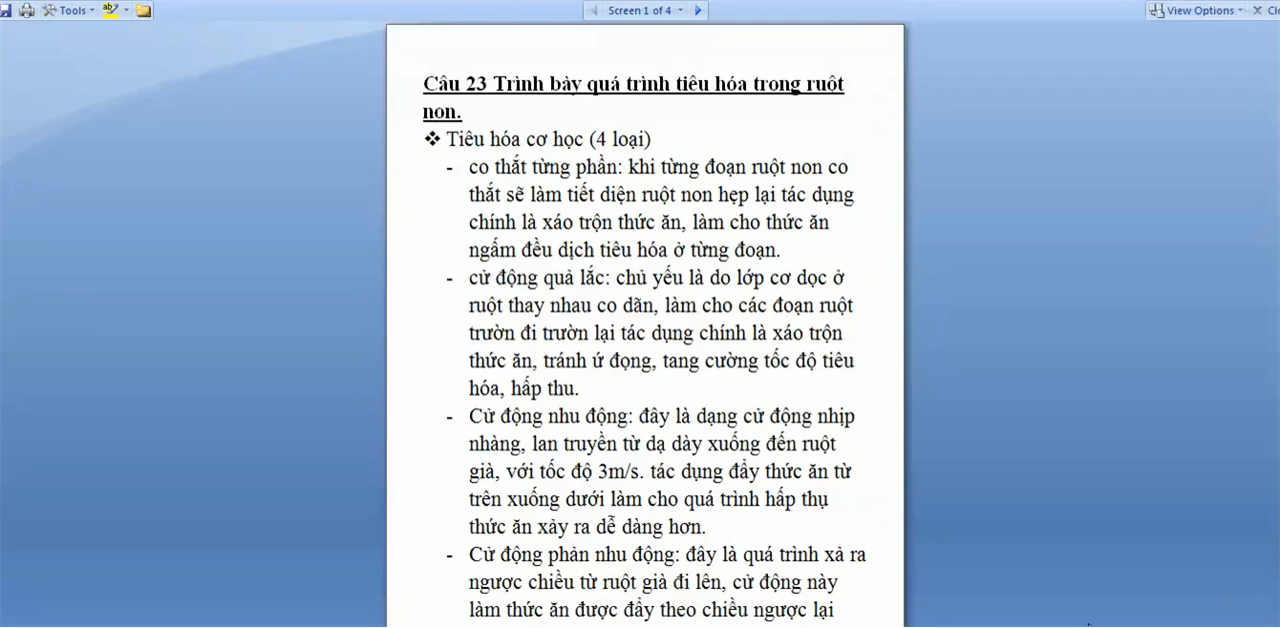 Tools
Screen 1 of 4
View Options
Câu 23 Trình bày quá trình tiêu hóa trong ruột
non.
❖ Tiêu hóa cơ học (4 loại)
- co thắt từng phần: khi từng đoạn ruột non co
thắt sẽ làm tiết diện ruột non hẹp lại tác dụng
chính là xáo trộn thức ăn, làm cho thức ăn
ngấm đều dịch tiêu hóa ở từng đoạn.
- cử động quả lắc: chủ yếu là do lớp cơ dọc ở
ruột thay nhau co dãn, làm cho các đoạn ruột
trườn đi trườn lại tác dụng chính là xáo trộn
thức ăn, tránh ứ đọng, tang cường tốc độ tiêu
hóa, hấp thu.
- Cử động nhu động: đây là dạng cử động nhịp
nhàng, lan truyền từ dạ dày xuống đến ruột
già, với tốc độ 3m/s. tác dụng đẩy thức ăn từ
trên xuống dưới làm cho quá trình hấp thụ
thức ăn xảy ra dễ dàng hơn.
- Cử động phản nhu động: đây là quá trình xả ra
ngược chiều từ ruột già đi lên, cử động này
làm thức ăn được đẩy theo chiều ngược lại